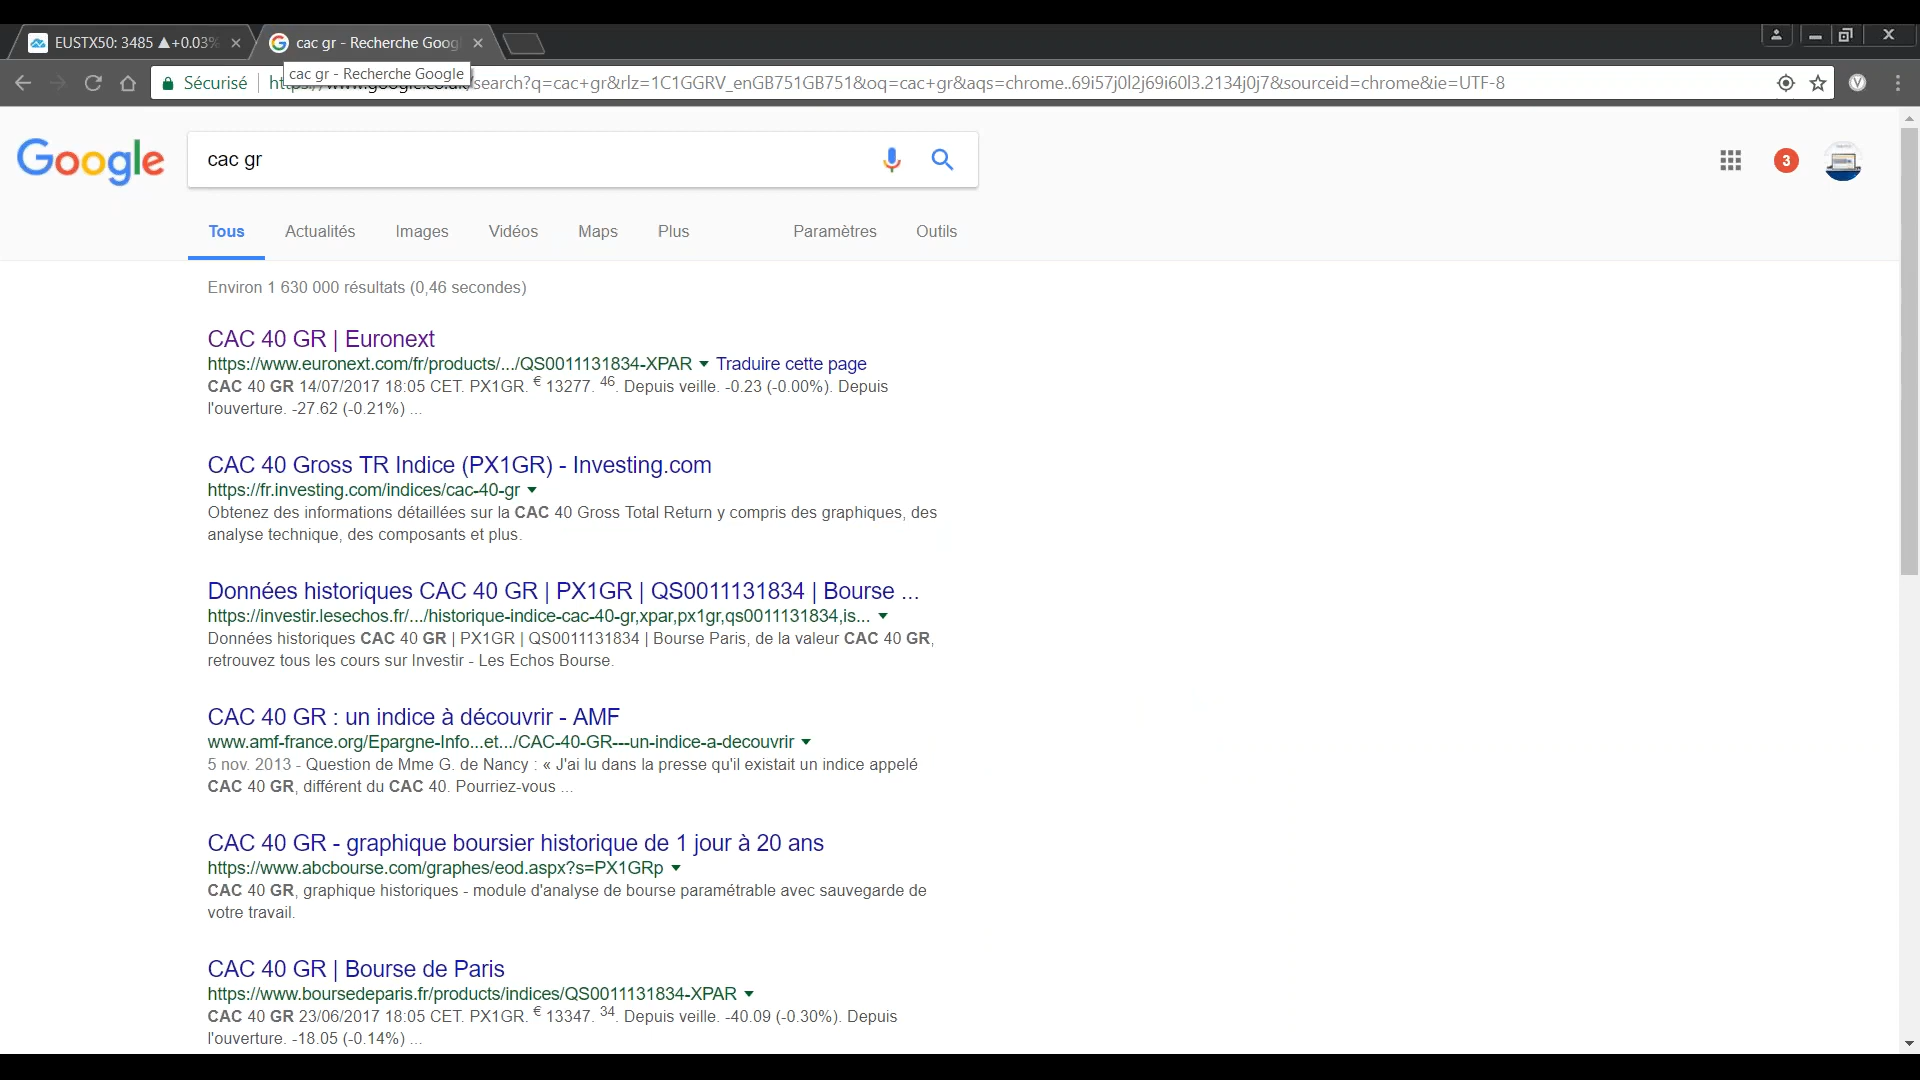 EUSTX50: 3485 ▲+0.03%
cac gr - Recherche Goog
cac gr - Recherche Google
Sécurisé
/search?q=cac+gr&rlz=1C1GGRV_enGB751GB751&oq=cac+gr&aqs=chrome..69i57j0l2j69i60l3.2134j0j7&sourceid=chrome&ie=UTF-8
Google
cac gr
3
Tous Actualités Images Vidéos Maps Plus Paramètres Outils
Environ 1 630 000 résultats (0,46 secondes)
CAC 40 GR | Euronext
https://www.euronext.com/fr/products/.../QS0011131834-XPAR ▼ Traduire cette page
CAC 40 GR 14/07/2017 18:05 CET. PX1GR. € 13277. 46. Depuis veille. -0.23 (-0.00%). Depuis
l'ouverture. -27.62 (-0.21%) ...
CAC 40 Gross TR Indice (PX1GR) - Investing.com
https://fr.investing.com/indices/cac-40-gr ▼
Obtenez des informations détaillées sur la CAC 40 Gross Total Return y compris des graphiques, des
analyse technique, des composants et plus.
Données historiques CAC 40 GR | PX1GR | QS0011131834 | Bourse ...
https://investir.lesechos.fr/.../historique-indice-cac-40-gr,xpar,px1gr,qs0011131834,is... ▼
Données historiques CAC 40 GR | PX1GR | QS0011131834 | Bourse Paris, de la valeur CAC 40 GR,
retrouvez tous les cours sur Investir - Les Echos Bourse.
CAC 40 GR : un indice à découvrir - AMF
www.amf-france.org/Epargne-Info...et.../CAC-40-GR---un-indice-a-decouvrir ▼
5 nov. 2013 - Question de Mme G. de Nancy : « J'ai lu dans la presse qu'il existait un indice appelé
CAC 40 GR, différent du CAC 40. Pourriez-vous ...
CAC 40 GR - graphique boursier historique de 1 jour à 20 ans
https://www.abcbourse.com/graphes/eod.aspx?s=PX1GRp ▼
CAC 40 GR, graphique historiques - module d'analyse de bourse paramétrable avec sauvegarde de
votre travail.
CAC 40 GR | Bourse de Paris
https://www.boursedeparis.fr/products/indices/QS0011131834-XPAR ▼
CAC 40 GR 23/06/2017 18:05 CET. PX1GR. € 13347. 34. Depuis veille. -40.09 (-0.30%). Depuis
l'ouverture. -18.05 (-0.14%) ...